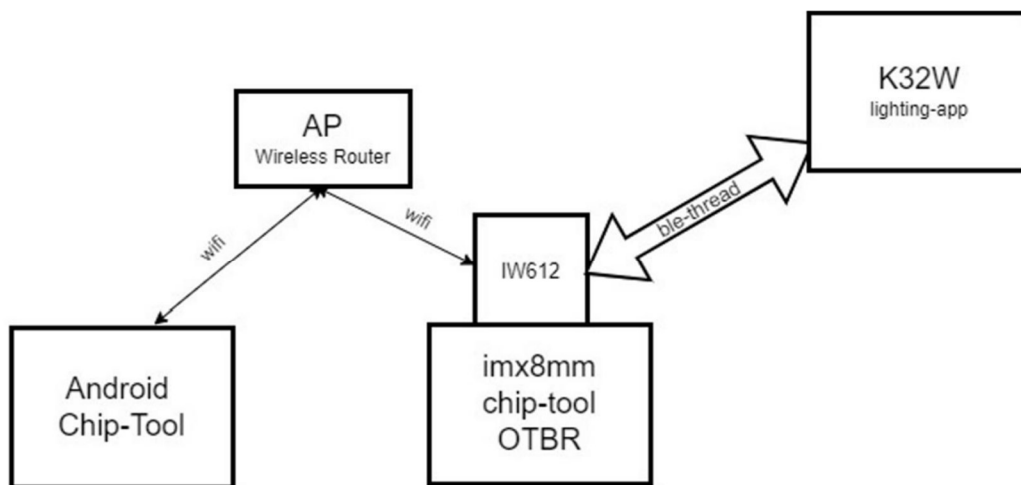 K32W
lighting-app
AP
Wireless Router
wifi
wifi
ble-thread
IW612
Android
Chip-Tool
imx8mm
chip-tool
OTBR